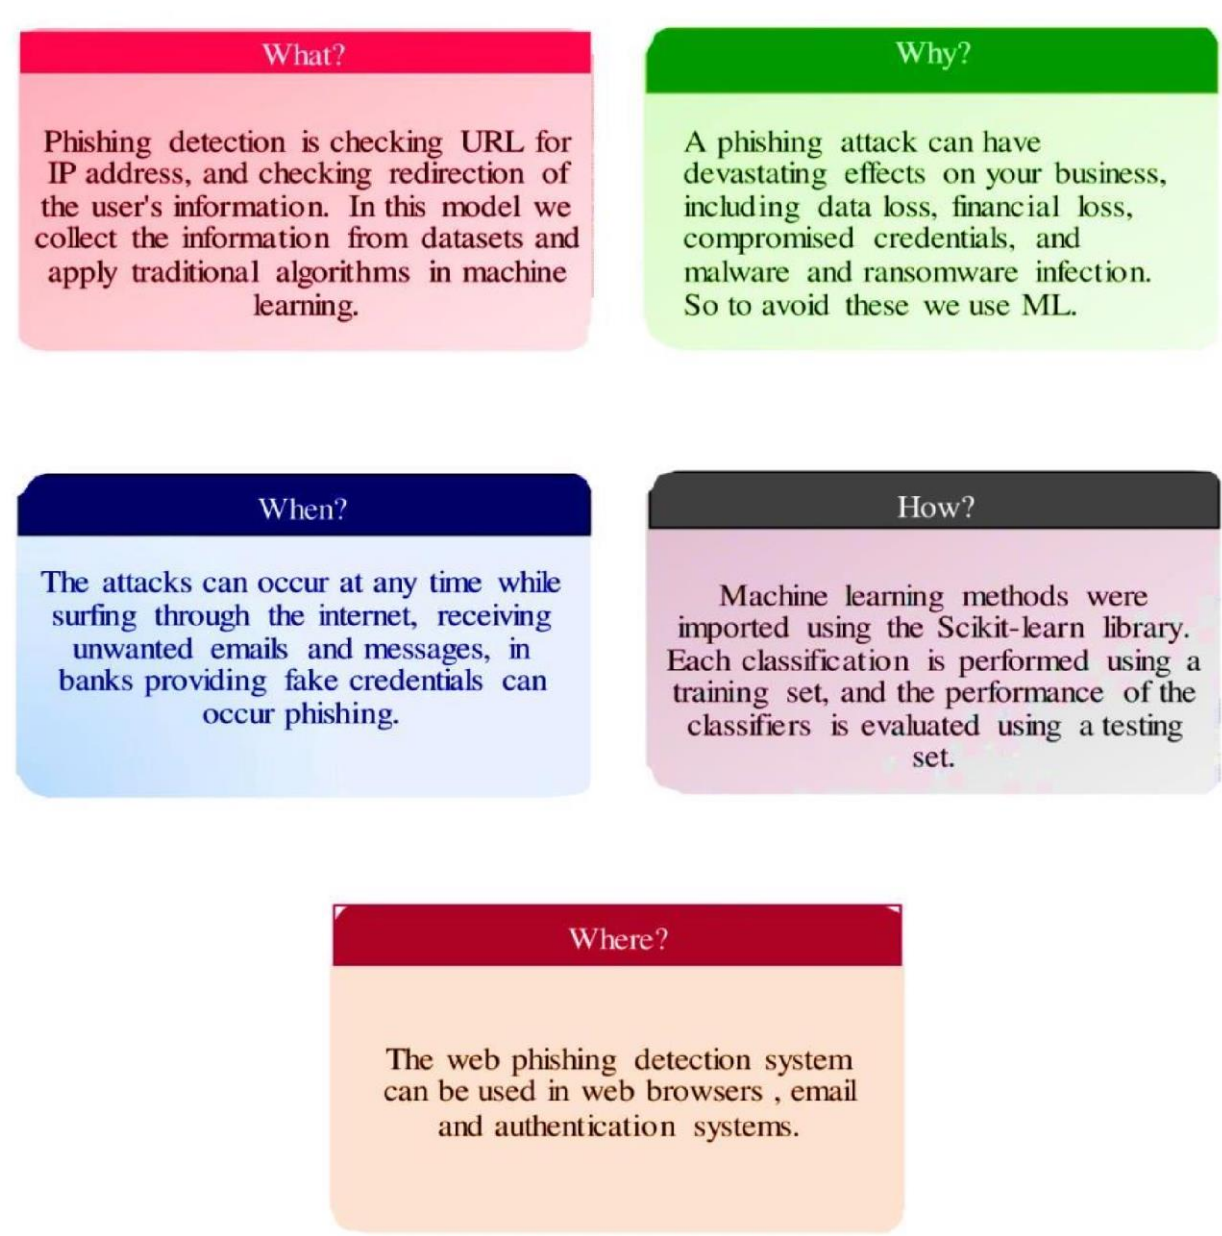 What?
Phishing detection is checking URL for
IP address, and checking redirection of
the user's information. In this model we
collect the information from datasets and
apply traditional algorithms in machine
learning.
Why?
A phishing attack can have
devastating effects on your business,
including data loss, financial loss,
compromised credentials, and
malware and ransomware infection.
So to avoid these we use ML.
When?
The attacks can occur at any time while
surfing through the internet, receiving
unwanted emails and messages, in
banks providing fake credentials can
occur phishing.
How?
Machine learning methods were
imported using the Scikit-learn library.
Each classification is performed using a
training set, and the performance of the
classifiers is evaluated using a testing
set.
Where?
The web phishing detection system
can be used in web browsers , email
and authentication systems.